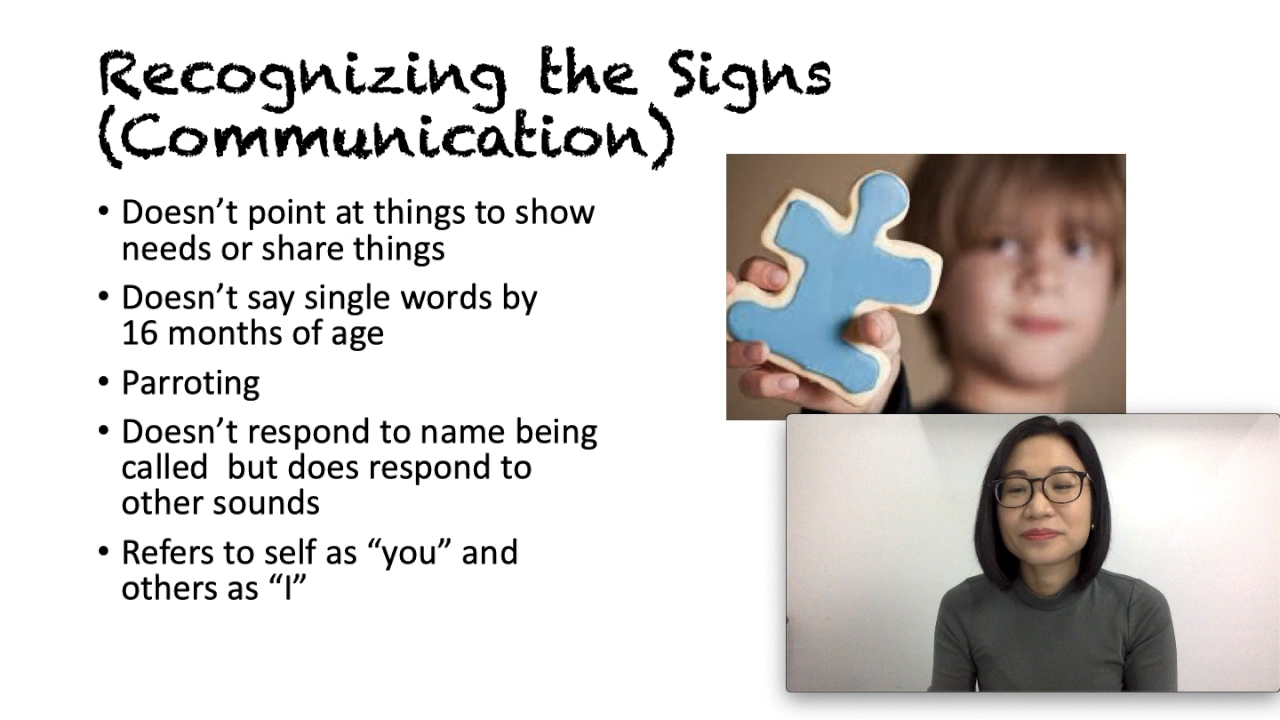 Recognizing the Signs
(Communication)
• Doesn’t point at things to show
needs or share things
• Doesn’t say single words by
16 months of age
• Parroting
• Doesn’t respond to name being
called  but does respond to
other sounds
• Refers to self as “you” and
others as “I”